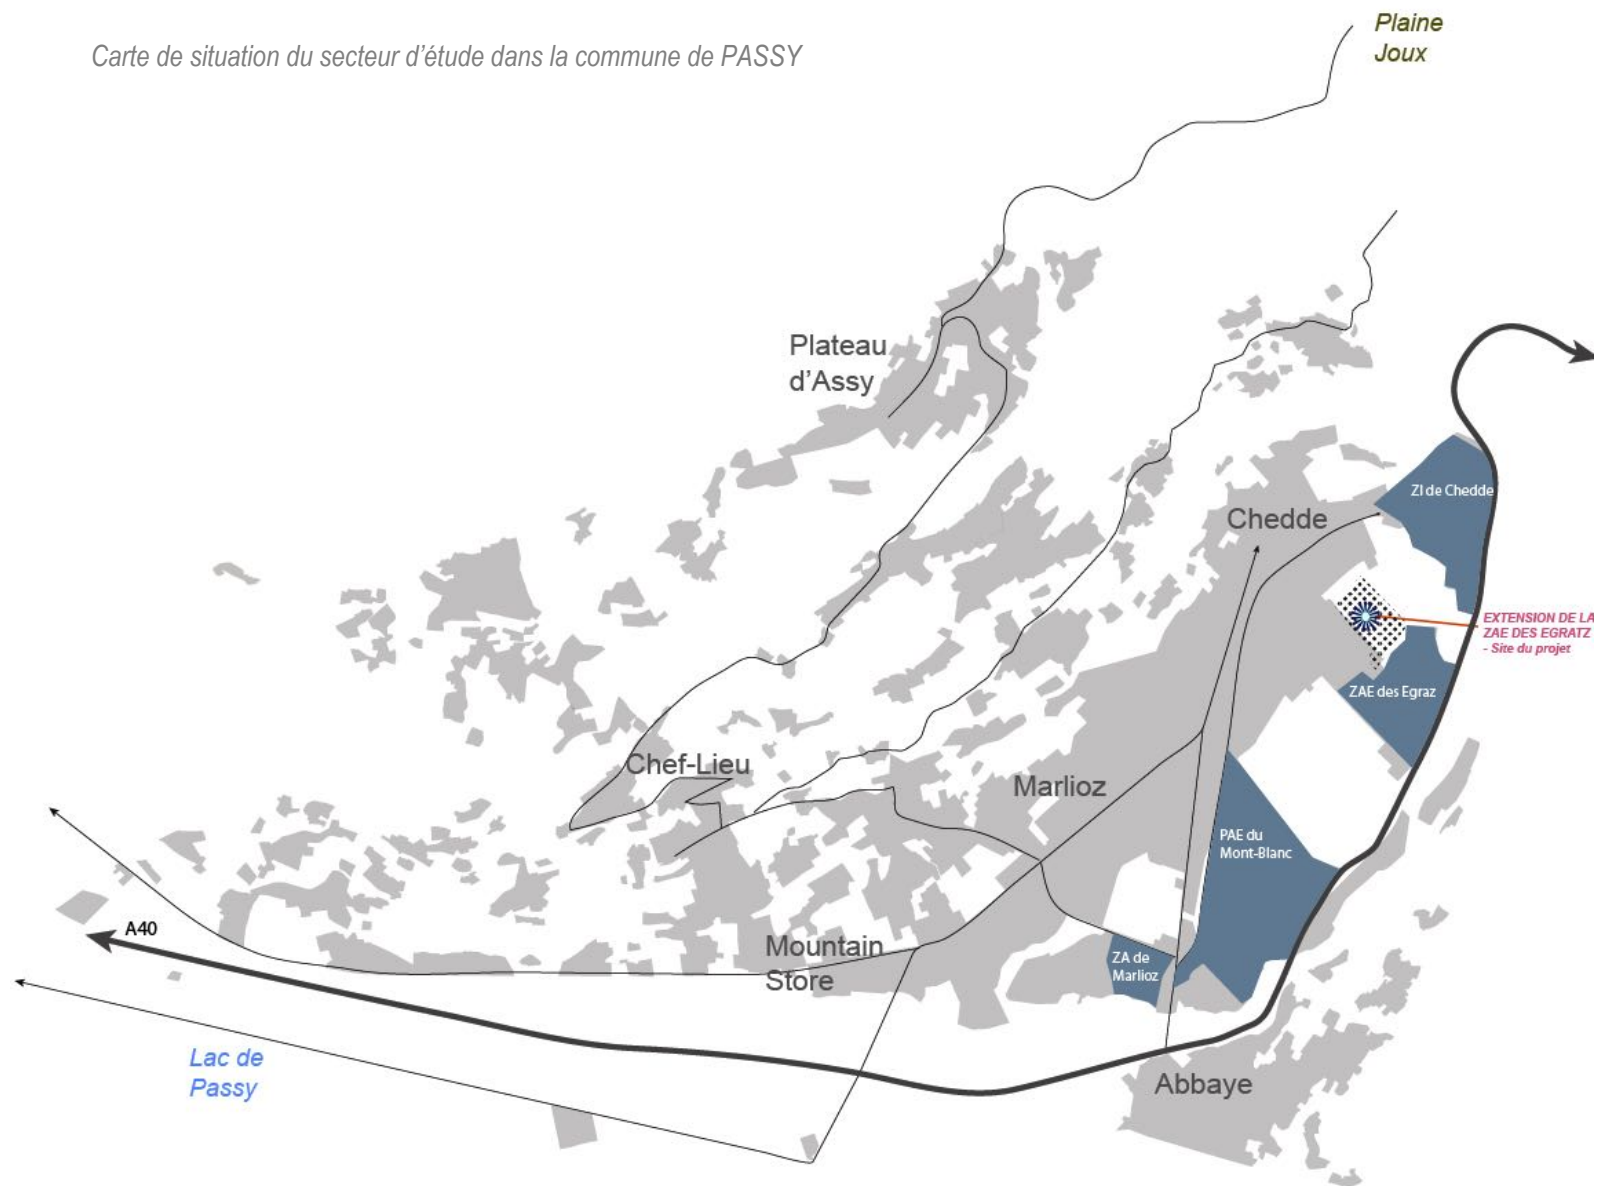 Plaine
Joux
Carte de situation du secteur d'étude dans la commune de PASSY
Plateau
d'Assy
ZI de Chedde
Chedde
EXTENSION DE LA
ZAE DES EGRATZ
- Site du projet
ZAE des Egraz
Chef-Lieu
Marlioz
PAE du
Mont-Blanc
A40
Mountain
Store
ZA de
Marlioz
Lac de
Passy
Abbaye